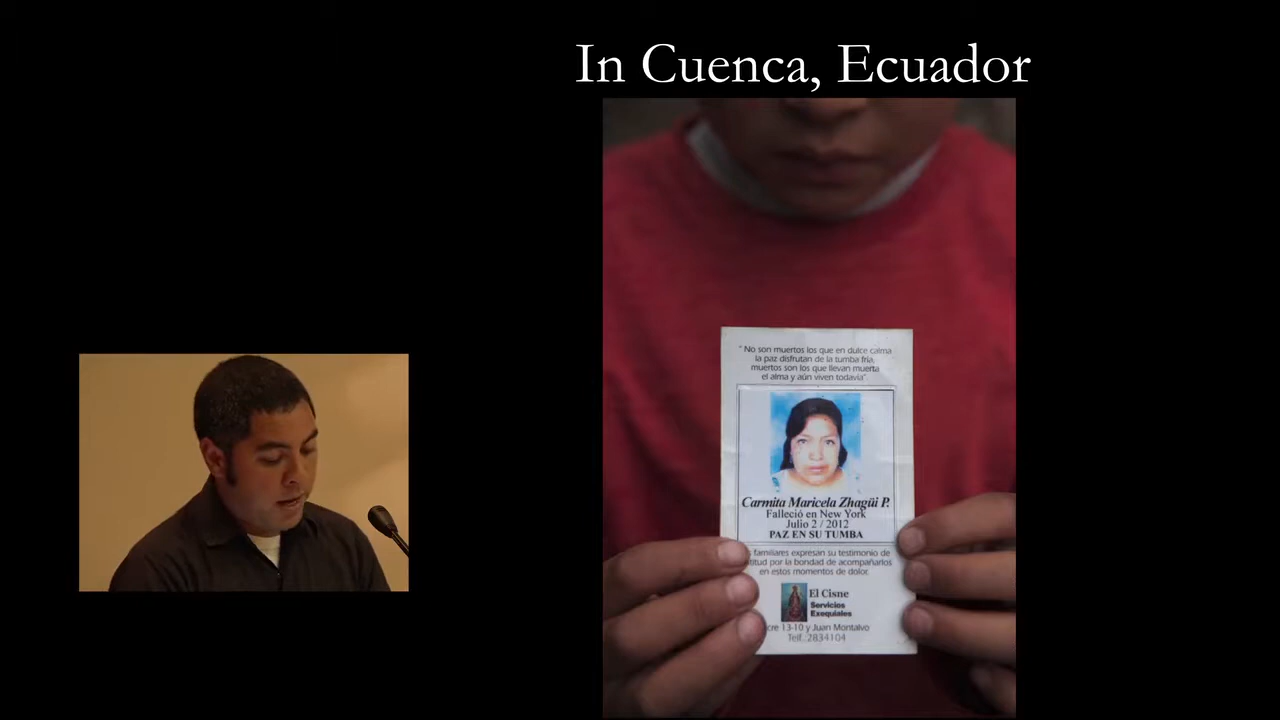 In Cuenca, Ecuador
" No son muertos los que en dulce calma
la paz disfrutan de la tumba fría,
muertos son los que llevan muerta
el alma y aún viven todavía"
Carmita Maricela Zhagüi P.
Falleció en New York
Julio 2 / 2012
PAZ EN SU TUMBA
familiares expresan su testimonio de
por la bondad de acompañarlos
en estos momentos de dolor.
El Cisne
Servicios
Exequiales
13-10 y Juan Montalvo
Telf. 2834104